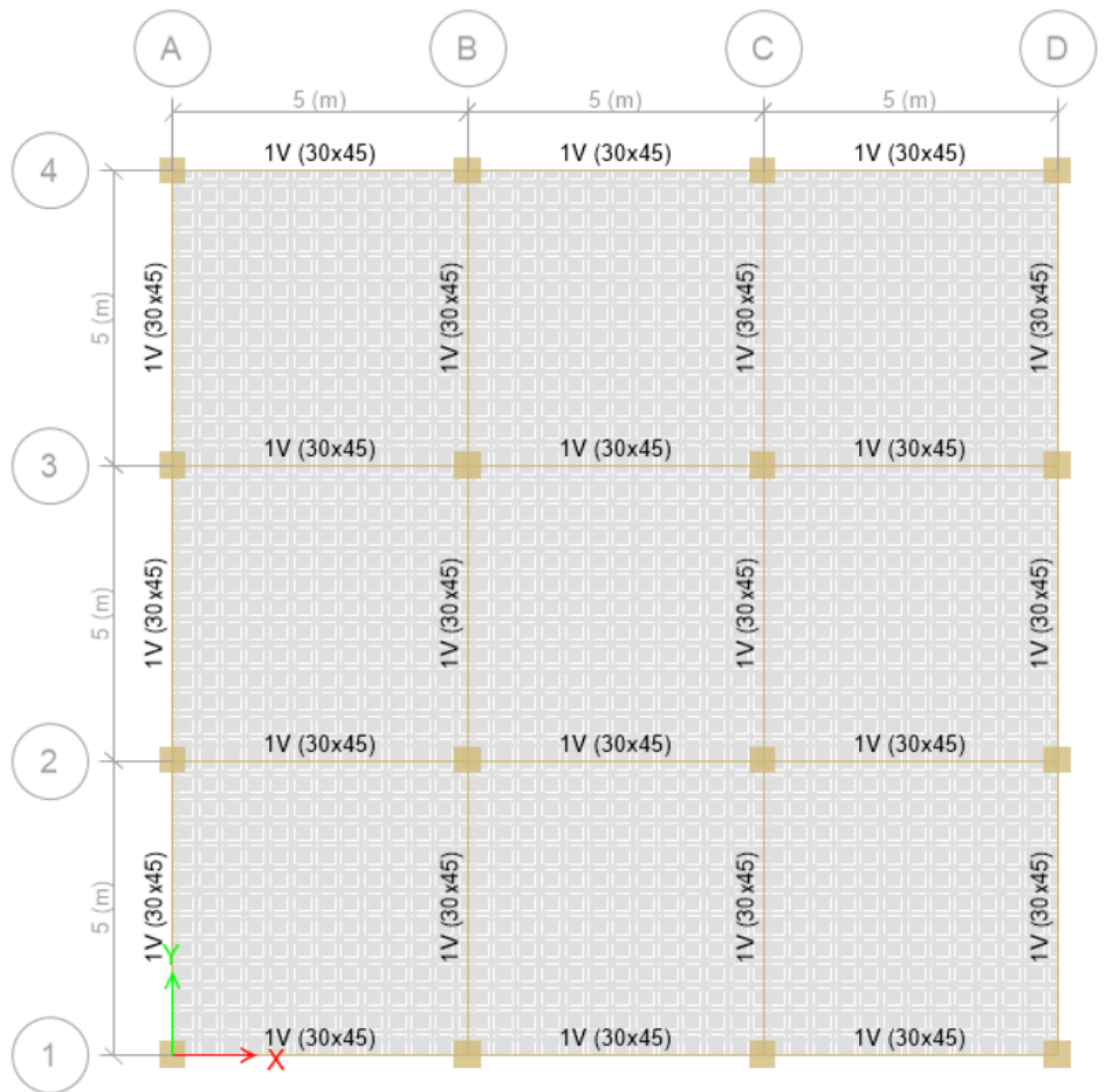 A B C D
5 (m) 5 (m) 5 (m)
4
1V (30x45) 1V (30x45) 1V (30x45)
5 (m)
1V (30x45) 1V (30x45) 1V (30x45) 1V (30x45)
3
1V (30x45) 1V (30x45) 1V (30x45)
5 (m)
1V (30x45) 1V (30x45) 1V (30x45) 1V (30x45)
2
1V (30x45) 1V (30x45) 1V (30x45)
5 (m)
1V (30x45) 1V (30x45) 1V (30x45) 1V (30x45)
Y
1V (30x45) 1V (30x45) 1V (30x45)
1
X